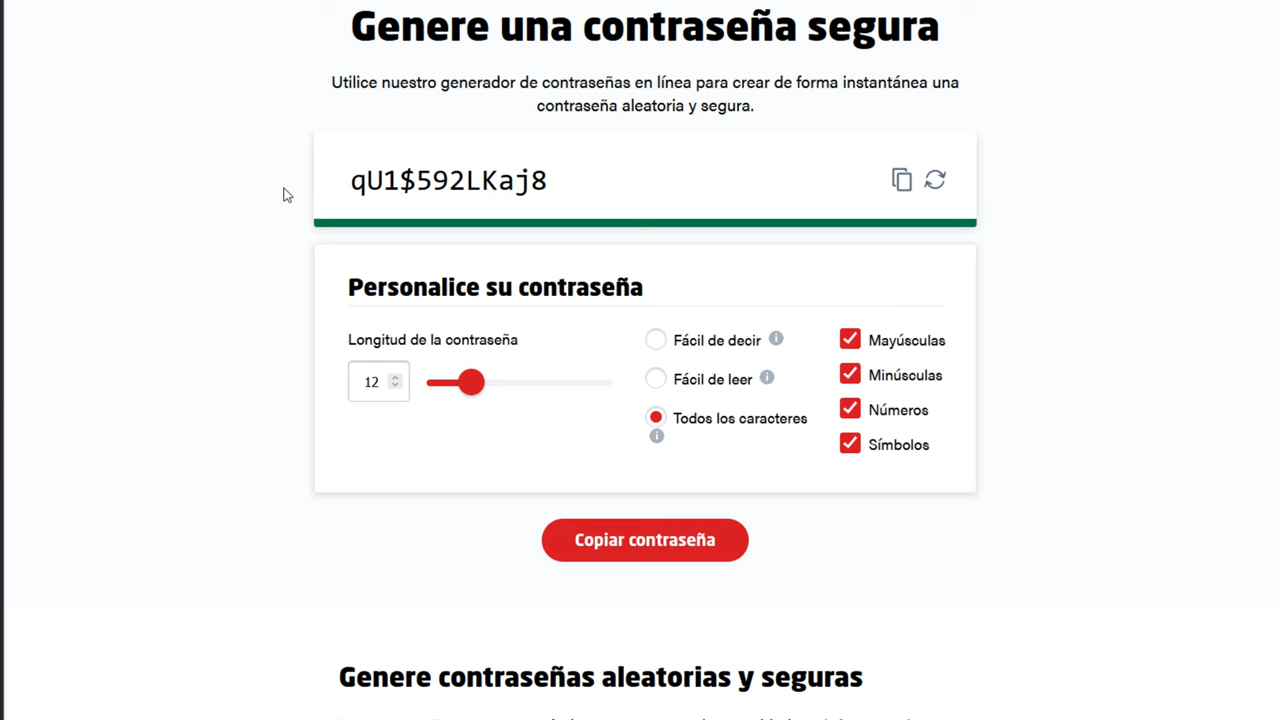 Genere una contraseña segura
Utilice nuestro generador de contraseñas en línea para crear de forma instantánea una
contraseña aleatoria y segura.
qU1$592LKaj8
Personalice su contraseña
Longitud de la contraseña
12
Fácil de decir
Fácil de leer
Todos los caracteres
Mayúsculas
Minúsculas
Números
Símbolos
Copiar contraseña
Genere contraseñas aleatorias y seguras